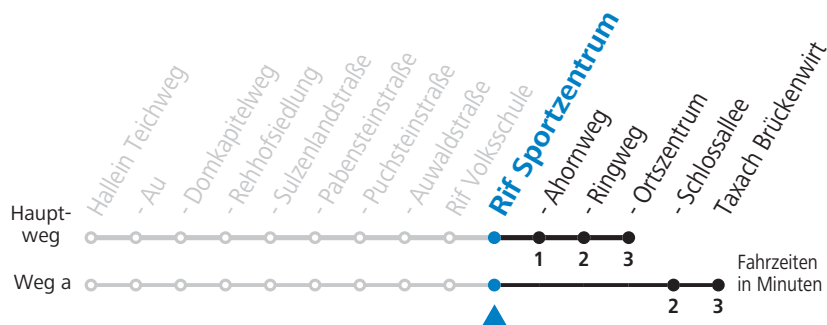 Hallein Teichweg
- Au
- Domkapitelweg
- Rehhofsiedlung
- Sulzenlandstraße
- Pabensteinstraße
- Puchsteinstraße
- Auwaldstraße
Rif Volksschule
Rif Sportzentrum
- Ahornweg
- Ringweg
- Ortszentrum
- Schlossallee
Taxach Brückenwirt
Haupt-
weg
1 2 3
Weg a
2 3
Fahrzeiten
in Minuten